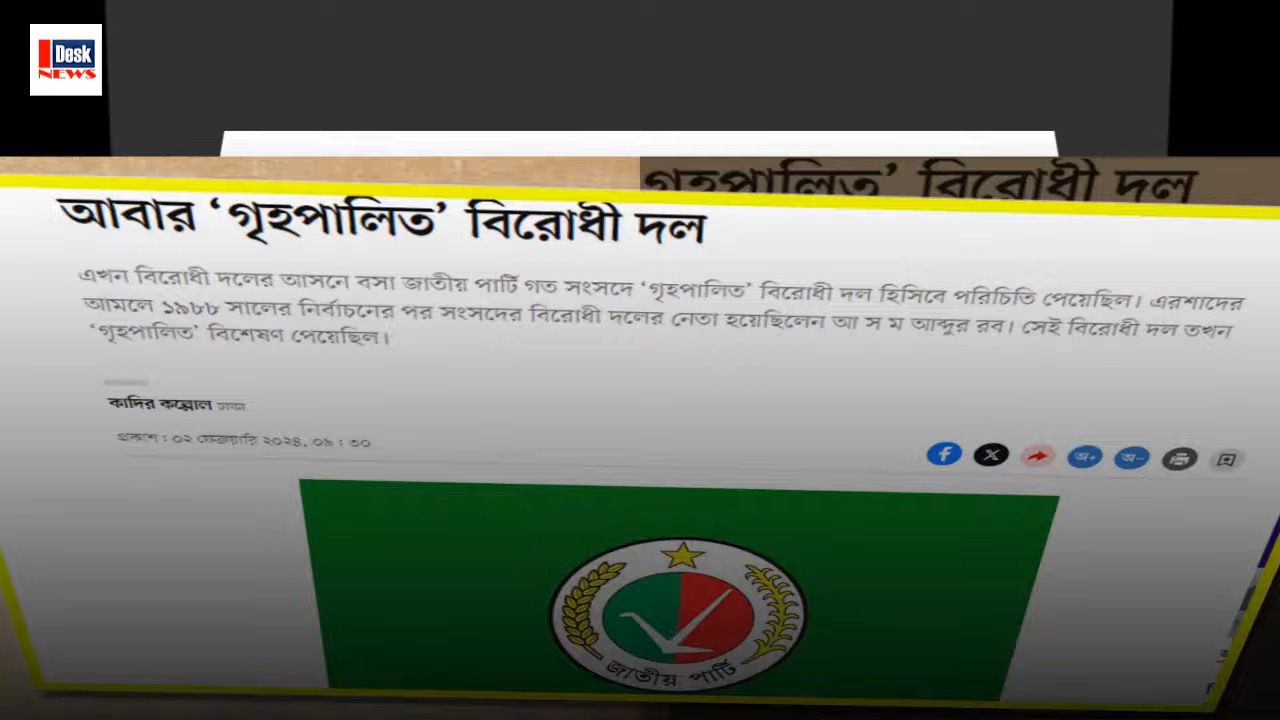 Desk
NEWS
গৃহপালিত’ বিরোধী দল
আবার ‘গৃহপালিত’ বিরোধী দল
এখন বিরোধী দলের আসনে বসা জাতীয় পার্টি গত সংসদে ‘গৃহপালিত’ বিরোধী দল হিসিবে পরিচিতি পেয়েছিল। এরশাদের
আমলে ১৯৮৮ সালের নির্বাচনের পর সংসদের বিরোধী দলের নেতা হয়েছিলেন আ স ম আব্দুর রব। সেই বিরোধী দল তখন
‘গৃহপালিত’ বিশেষণ পেয়েছিল।
কাদির কল্লোল ঢাকা
প্রকাশ : ০২ ফেব্রুয়ারি ২০২৪, ০৯ : ৩০
অ+ অ-
জাতীয় পার্টি